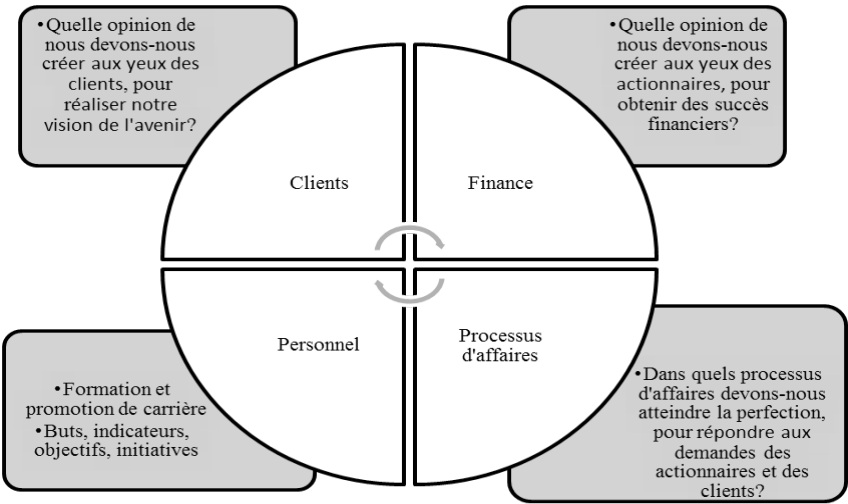 •Quelle opinion de
nous devons-nous
créer aux yeux des
clients, pour
réaliser notre
vision de l'avenir?
•Quelle opinion de
nous devons-nous
créer aux yeux des
actionnaires, pour
obtenir des succès
financiers?
Clients
Finance
Personnel
Processus
d'affaires
•Formation et
promotion de carrière
•Buts, indicateurs,
objectifs, initiatives
•Dans quels processus
d'affaires devons-nous
atteindre la perfection,
pour répondre aux
demandes des
actionnaires et des
clients?